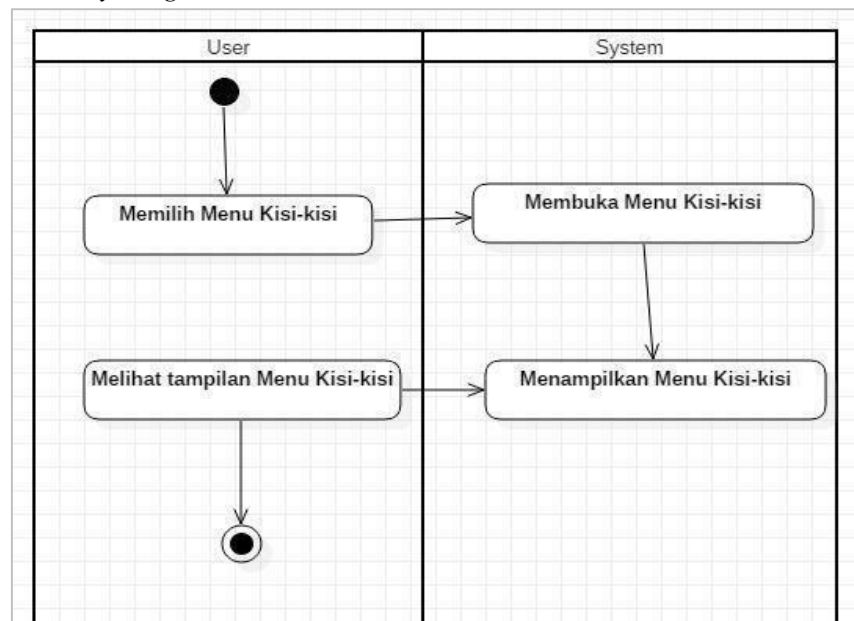 User
System
Memilih Menu Kisi-kisi
Membuka Menu Kisi-kisi
Melihat tampilan Menu Kisi-kisi
Menampilkan Menu Kisi-kisi